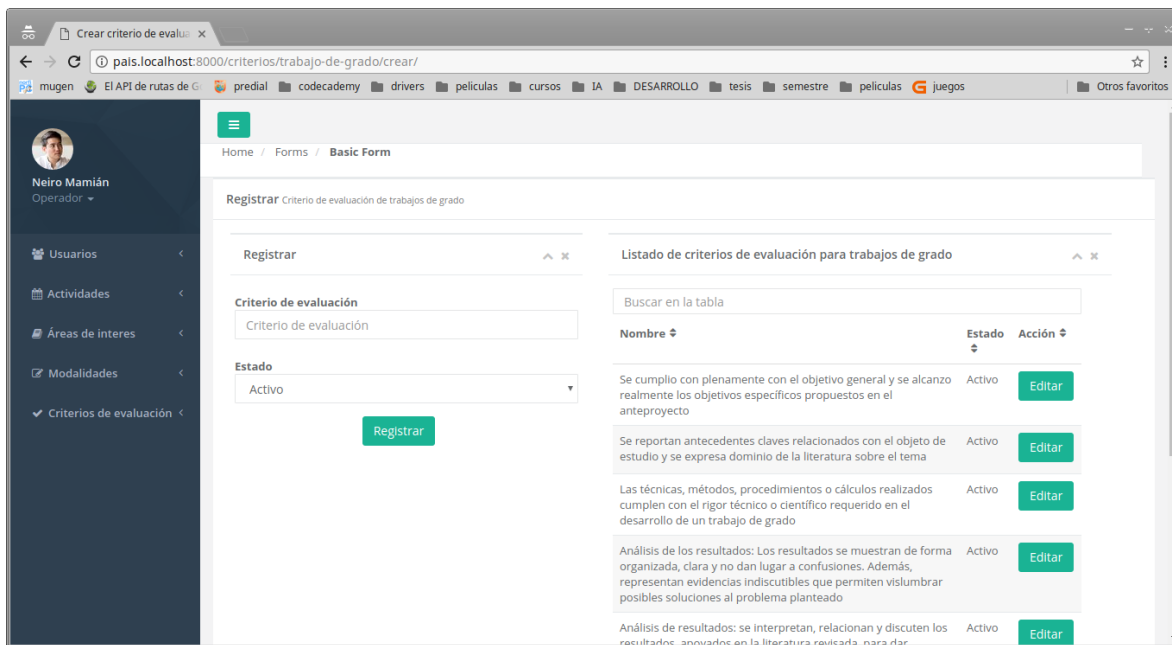 Crear criterio de evalua
pais.localhost:8000/criterios/trabajo-de-grado/crear/
mugen El API de rutas de G predial codecademy drivers peliculas cursos IA DESARROLLO tesis semestre peliculas juegos Otros favoritos
Home / Forms / Basic Form
Neiro Mamián
Operador
Registrar Criterio de evaluación de trabajos de grado
Usuarios
Actividades
Áreas de interes
Modalidades
Criterios de evaluación
Registrar
Criterio de evaluación
Criterio de evaluación
Estado
Activo
Registrar
Listado de criterios de evaluación para trabajos de grado
Buscar en la tabla
Nombre Estado Acción
Se cumplio con plenamente con el objetivo general y se alcanzo Activo Editar
realmente los objetivos específicos propuestos en el
anteproyecto
Se reportan antecedentes claves relacionados con el objeto de Activo Editar
estudio y se expresa dominio de la literatura sobre el tema
Las técnicas, métodos, procedimientos o cálculos realizados Activo Editar
cumplen con el rigor técnico o científico requerido en el
desarrollo de un trabajo de grado
Análisis de los resultados: Los resultados se muestran de forma Activo Editar
organizada, clara y no dan lugar a confusiones. Además,
representan evidencias indiscutibles que permiten vislumbrar
posibles soluciones al problema planteado
Análisis de resultados: se interpretan, relacionan y discuten los Activo Editar
resultados, apoyados en la literatura revisada, para dar